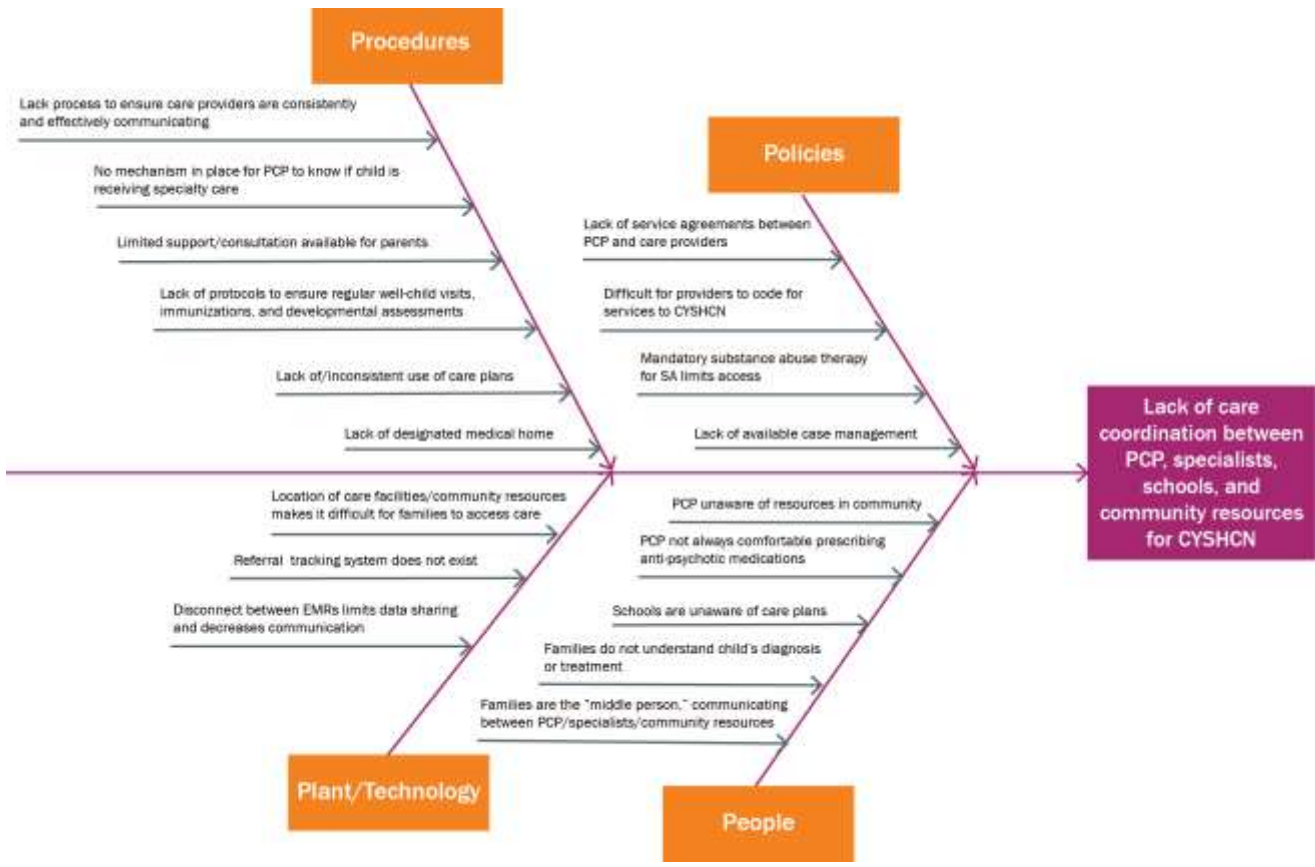 Procedures
Lack process to ensure care providers are consistently
and effectively communicating
No mechanism in place for PCP to know if child is
receiving specialty care
Limited support/consultation available for parents
Lack of protocols to ensure regular well-child visits,
immunizations, and developmental assessments
Lack of/inconsistent use of care plans
Lack of designated medical home
Policies
Lack of service agreements between
PCP and care providers
Difficult for providers to code for
services to CYSHCN
Mandatory substance abuse therapy
for SA limits access
Lack of available case management
Lack of care
coordination between
PCP, specialists,
schools, and
community resources
for CYSHCN
Location of care facilities/community resources
makes it difficult for families to access care
Referral tracking system does not exist
Disconnect between EMRs limits data sharing
and decreases communication
Plant/Technology
PCP unaware of resources in community
PCP not always comfortable prescribing
anti-psychotic medications
Schools are unaware of care plans
Families do not understand child's diagnosis
or treatment
Families are the "middle person," communicating
between PCP/specialists/community resources
People